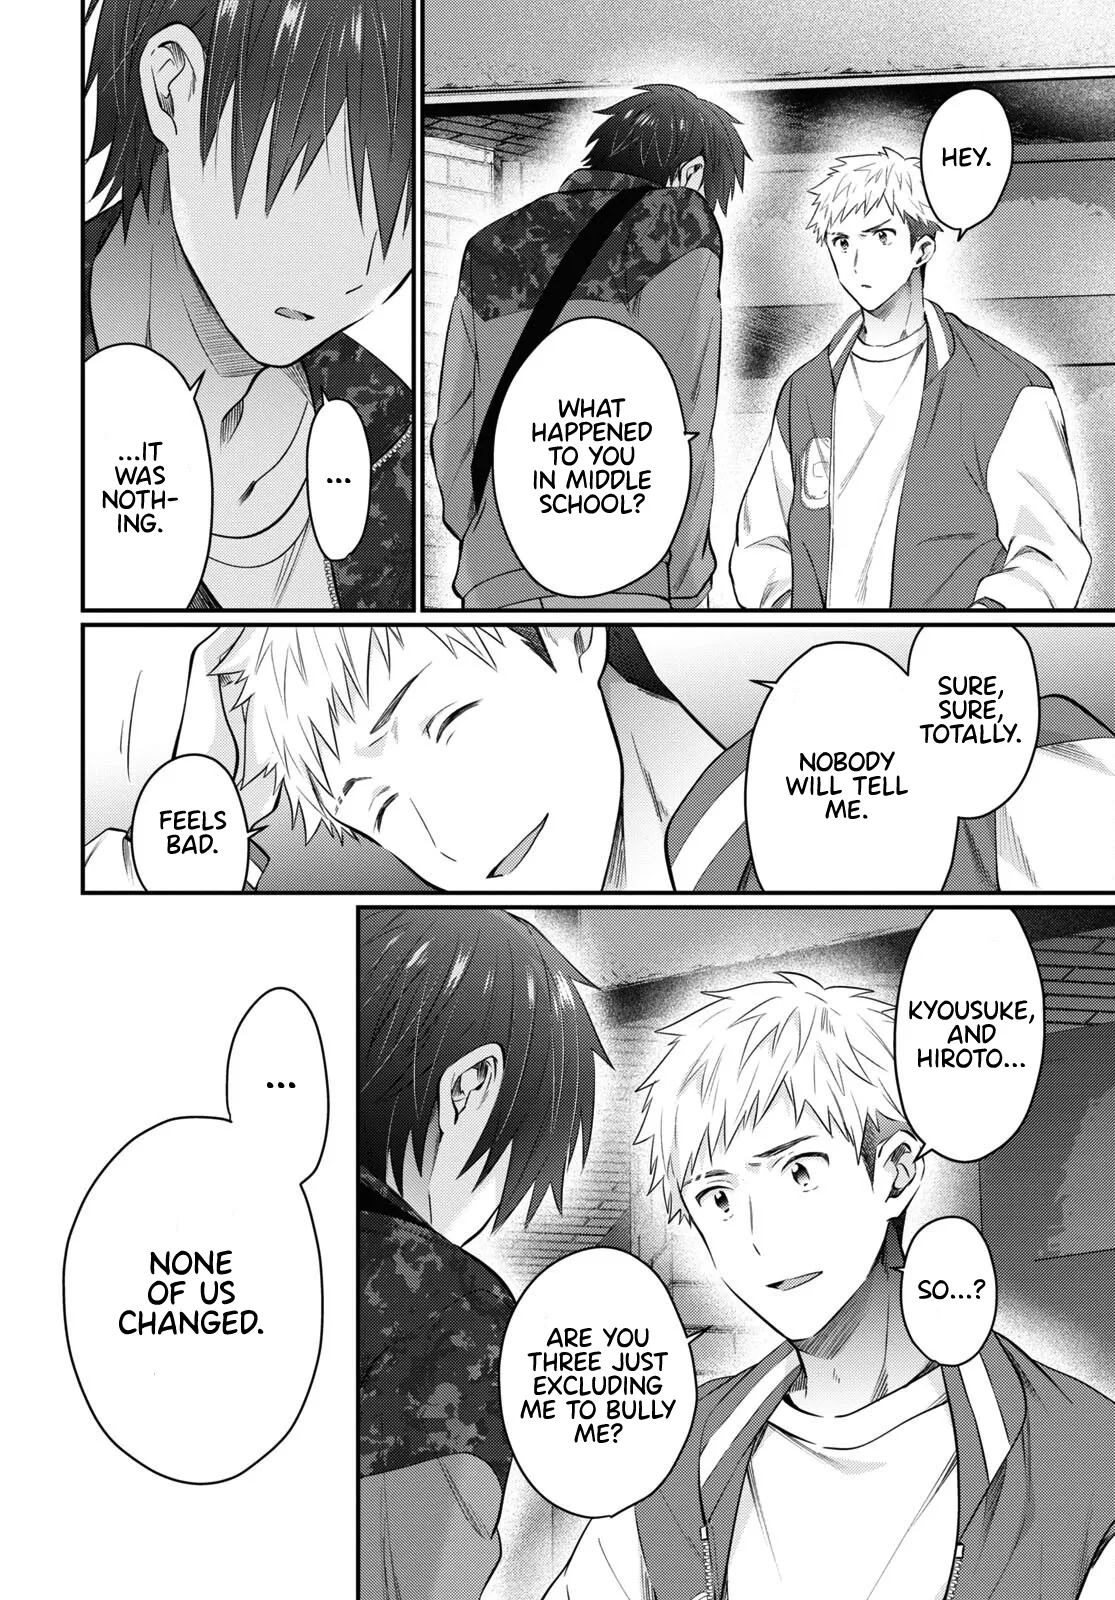 HEY.
WHAT
HAPPENED
TO YOU
IN MIDDLE
SCHOOL?
...
...IT
WAS
NOTH-
ING.
SURE,
SURE,
TOTALLY.
NOBODY
WILL TELL
ME.
FEELS
BAD.
KYOUSUKE,
AND
HIROTO...
SO...?
ARE YOU
THREE JUST
EXCLUDING
ME TO BULLY
ME?
...
NONE
OF US
CHANGED.